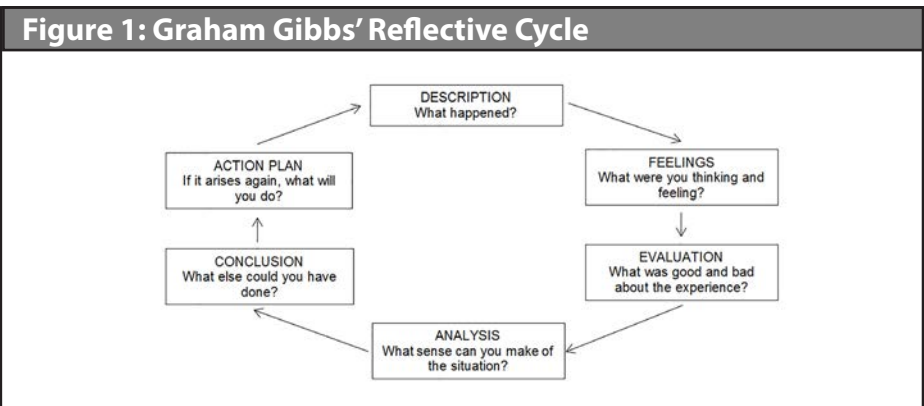 Figure 1: Graham Gibbs' Reflective Cycle
DESCRIPTION
What happened?
FEELINGS
What were you thinking and
feeling?
EVALUATION
What was good and bad
about the experience?
ANALYSIS
What sense can you make of
the situation?
CONCLUSION
What else could you have
done?
ACTION PLAN
If it arises again, what will
you do?